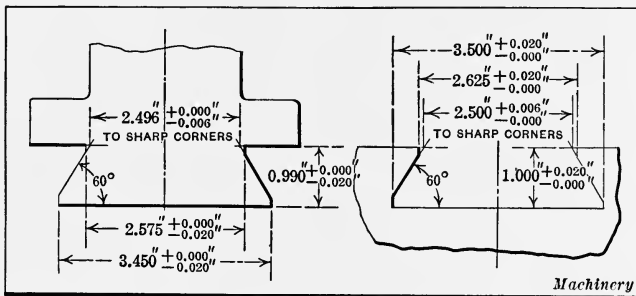 2.496" +0.000" -0.006"
TO SHARP CORNERS
60°
0.990" +0.000" -0.020"
2.575" +0.000" -0.020"
3.450" +0.000" -0.020"
3.500" +0.020" -0.000"
2.625" +0.020" -0.000
2.500" +0.006" -0.000
TO SHARP CORNERS
60°
1.000" +0.020" -0.000"
Machinery